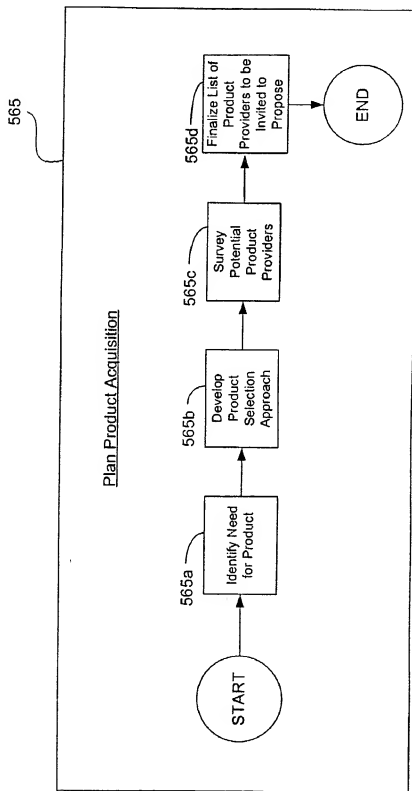 565
Plan Product Acquisition
START
565a
Identify Need
for Product
565b
Develop
Product
Selection
Approach
565c
Survey
Potential
Product
Providers
565d
Finalize List of
Product
Providers to be
Invited to
Propose
END